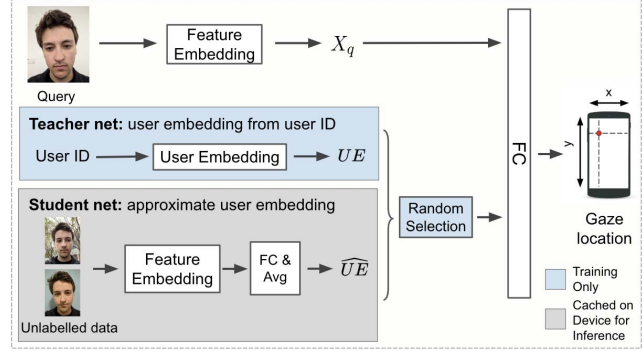 Feature
Embedding
X_q
Query
FC
x
y
Gaze
location
Teacher net: user embedding from user ID
User ID
User Embedding
UE
Student net: approximate user embedding
Feature
Embedding
FC &
Avg
\widehat{UE}
Unlabelled data
Random
Selection
Training
Only
Cached on
Device for
Inference